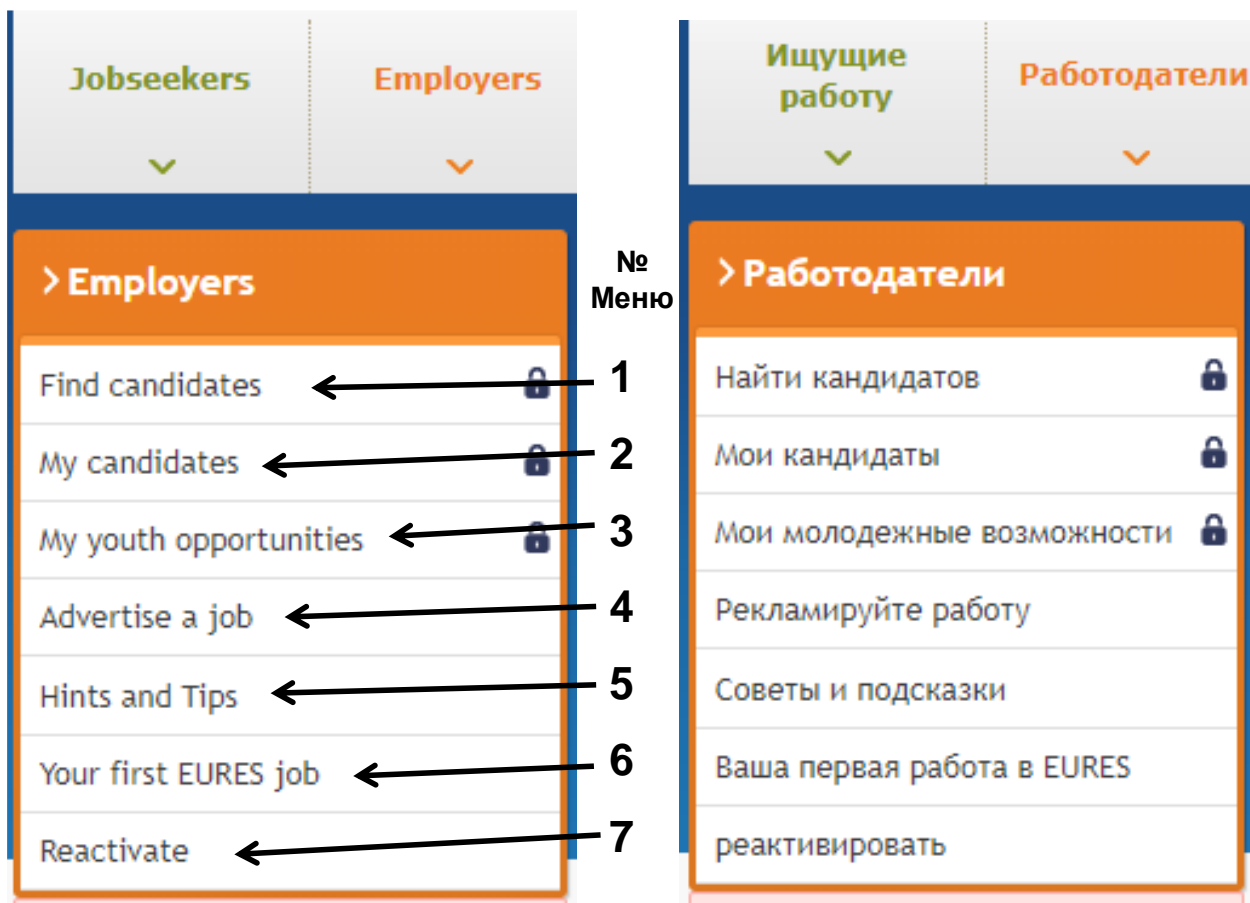 Jobseekers
Employers
> Employers
Find candidates
My candidates
My youth opportunities
Advertise a job
Hints and Tips
Your first EURES job
Reactivate
№
Меню
1
2
3
4
5
6
7
Ищущие
работу
Работодатели
> Работодатели
Найти кандидатов
Мои кандидаты
Мои молодежные возможности
Рекламируйте работу
Советы и подсказки
Ваша первая работа в EURES
реактивировать